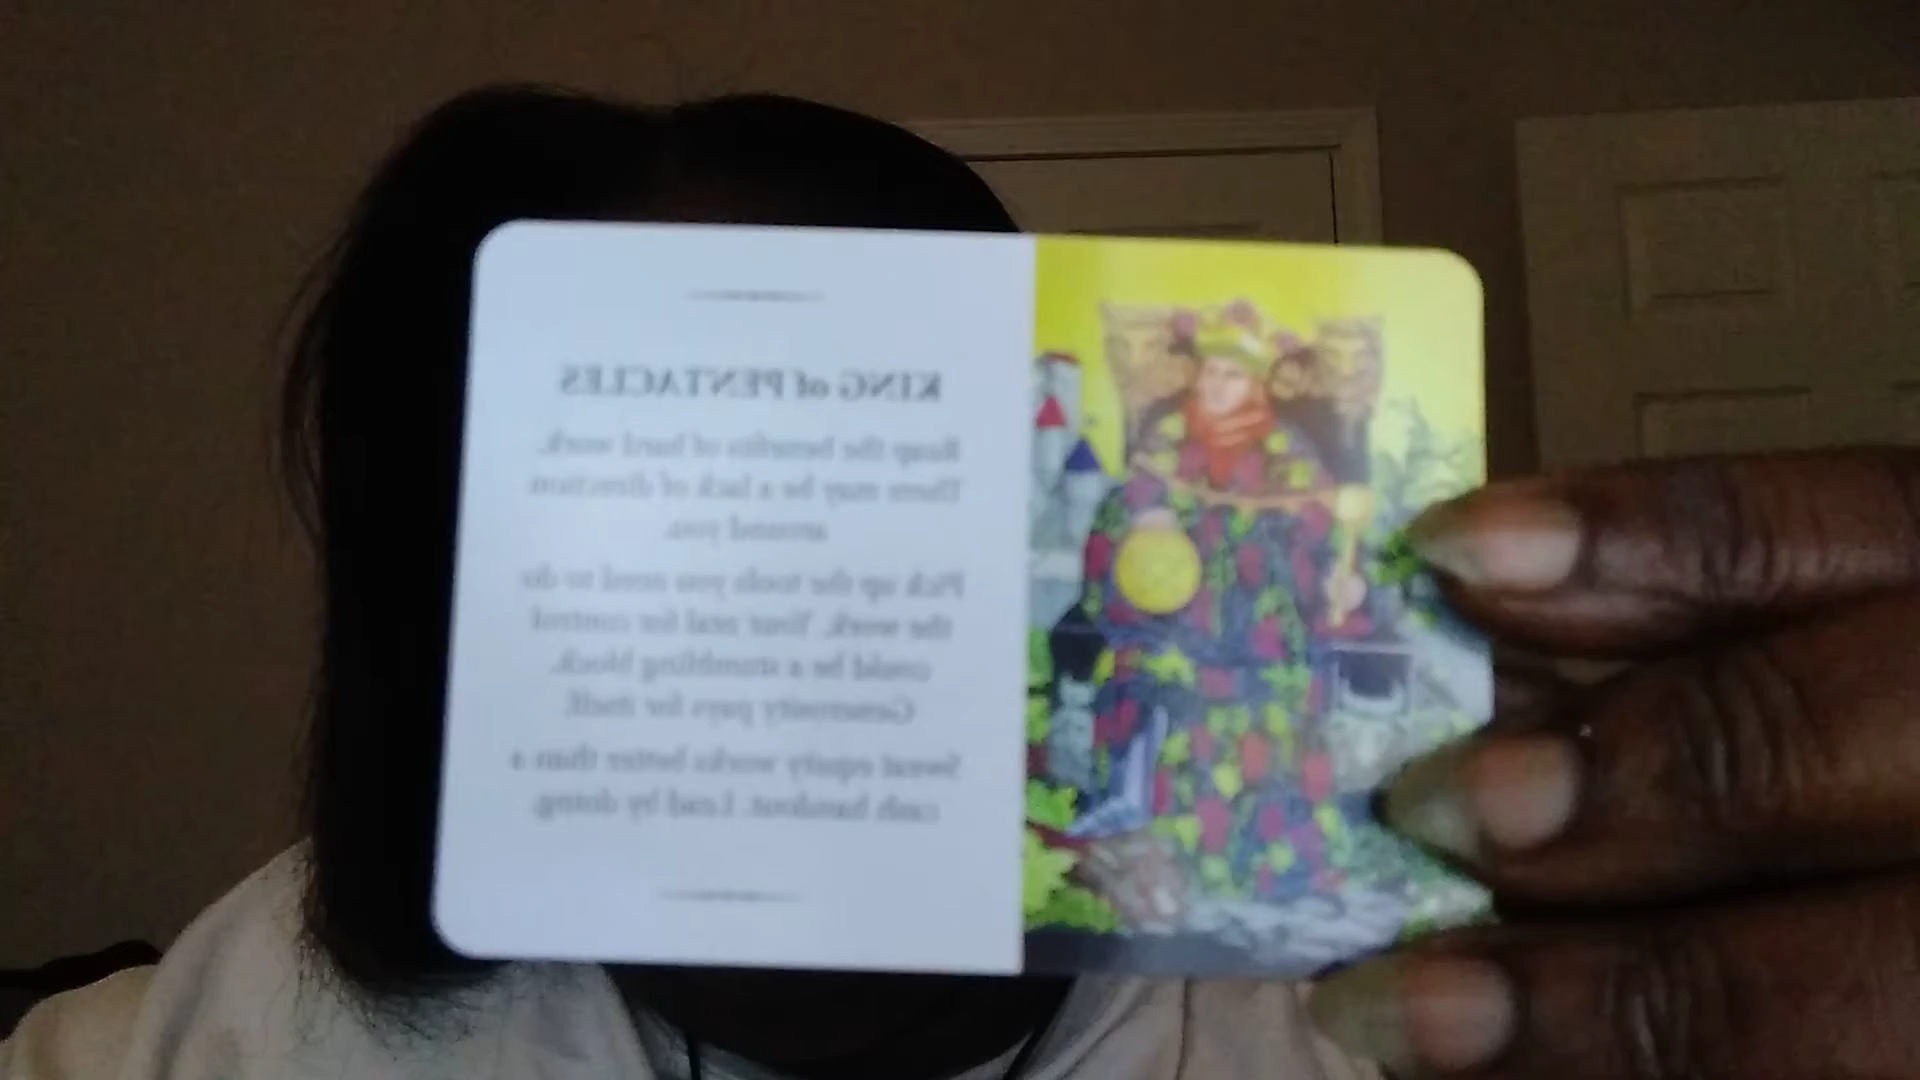 KING of PENTACLES
Reap the benefits of hard work.
There may be a lack of direction
around you.
Pick up the tools you need to do
the work. Your zeal for control
could be a stumbling block.
Generosity pays for itself.
Sweat equity works better than a
cash handout. Lead by doing.